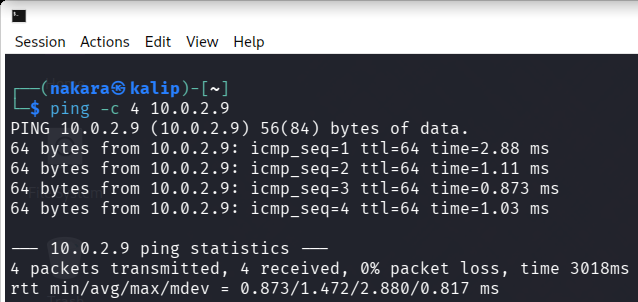 Session Actions Edit View Help
┌──(nakara㉿kalip)-[~]
└─$ ping -c 4 10.0.2.9
PING 10.0.2.9 (10.0.2.9) 56(84) bytes of data.
64 bytes from 10.0.2.9: icmp_seq=1 ttl=64 time=2.88 ms
64 bytes from 10.0.2.9: icmp_seq=2 ttl=64 time=1.11 ms
64 bytes from 10.0.2.9: icmp_seq=3 ttl=64 time=0.873 ms
64 bytes from 10.0.2.9: icmp_seq=4 ttl=64 time=1.03 ms
--- 10.0.2.9 ping statistics ---
4 packets transmitted, 4 received, 0% packet loss, time 3018ms
rtt min/avg/max/mdev = 0.873/1.472/2.880/0.817 ms